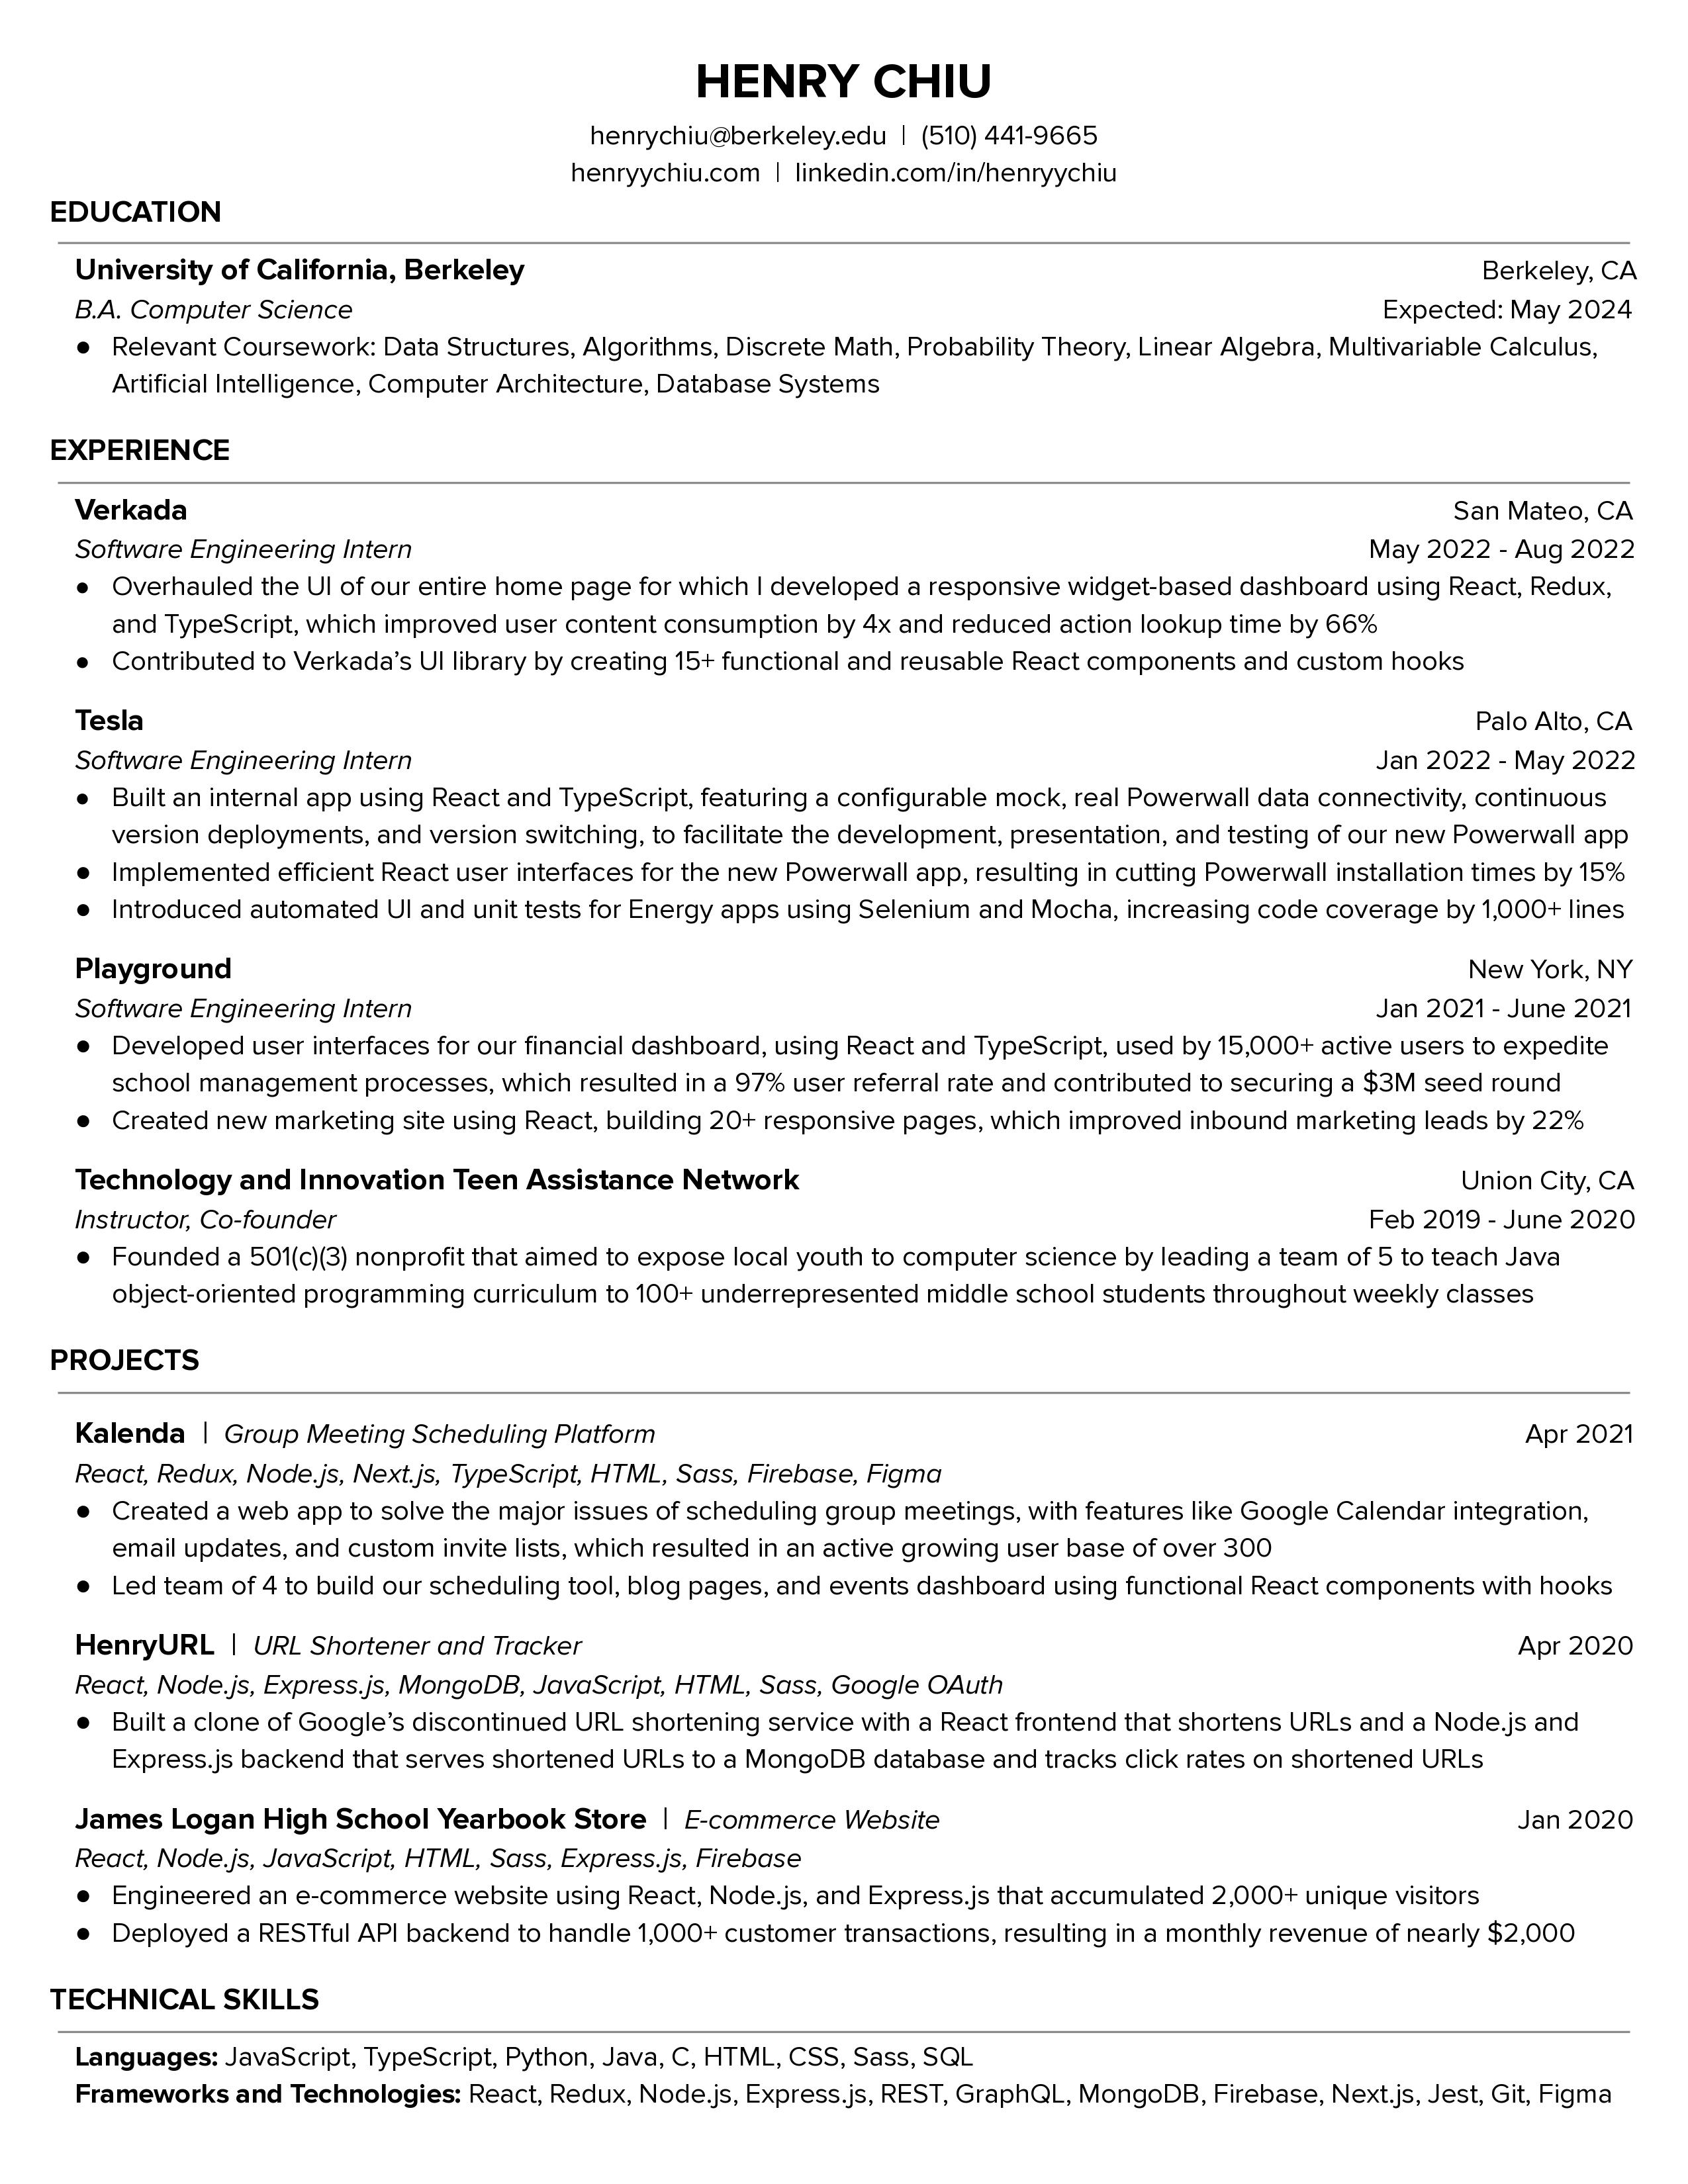 HENRY CHIU
henrychiu@berkeley.edu | (510) 441-9665
henryychiu.com | linkedin.com/in/henryychiu
EDUCATION
University of California, Berkeley Berkeley, CA
B.A. Computer Science Expected: May 2024
● Relevant Coursework: Data Structures, Algorithms, Discrete Math, Probability Theory, Linear Algebra, Multivariable Calculus,
Artificial Intelligence, Computer Architecture, Database Systems
EXPERIENCE
Verkada San Mateo, CA
Software Engineering Intern May 2022 - Aug 2022
● Overhauled the UI of our entire home page for which I developed a responsive widget-based dashboard using React, Redux,
and TypeScript, which improved user content consumption by 4x and reduced action lookup time by 66%
● Contributed to Verkada's UI library by creating 15+ functional and reusable React components and custom hooks
Tesla Palo Alto, CA
Software Engineering Intern Jan 2022 - May 2022
● Built an internal app using React and TypeScript, featuring a configurable mock, real Powerwall data connectivity, continuous
version deployments, and version switching, to facilitate the development, presentation, and testing of our new Powerwall app
● Implemented efficient React user interfaces for the new Powerwall app, resulting in cutting Powerwall installation times by 15%
● Introduced automated UI and unit tests for Energy apps using Selenium and Mocha, increasing code coverage by 1,000+ lines
Playground New York, NY
Software Engineering Intern Jan 2021 - June 2021
● Developed user interfaces for our financial dashboard, using React and TypeScript, used by 15,000+ active users to expedite
school management processes, which resulted in a 97% user referral rate and contributed to securing a $3M seed round
● Created new marketing site using React, building 20+ responsive pages, which improved inbound marketing leads by 22%
Technology and Innovation Teen Assistance Network Union City, CA
Instructor, Co-founder Feb 2019 - June 2020
● Founded a 501(c)(3) nonprofit that aimed to expose local youth to computer science by leading a team of 5 to teach Java
object-oriented programming curriculum to 100+ underrepresented middle school students throughout weekly classes
PROJECTS
Kalenda | Group Meeting Scheduling Platform Apr 2021
React, Redux, Node.js, Next.js, TypeScript, HTML, Sass, Firebase, Figma
● Created a web app to solve the major issues of scheduling group meetings, with features like Google Calendar integration,
email updates, and custom invite lists, which resulted in an active growing user base of over 300
● Led team of 4 to build our scheduling tool, blog pages, and events dashboard using functional React components with hooks
HenryURL | URL Shortener and Tracker Apr 2020
React, Node.js, Express.js, MongoDB, JavaScript, HTML, Sass, Google OAuth
● Built a clone of Google's discontinued URL shortening service with a React frontend that shortens URLs and a Node.js and
Express.js backend that serves shortened URLs to a MongoDB database and tracks click rates on shortened URLs
James Logan High School Yearbook Store | E-commerce Website Jan 2020
React, Node.js, JavaScript, HTML, Sass, Express.js, Firebase
● Engineered an e-commerce website using React, Node.js, and Express.js that accumulated 2,000+ unique visitors
● Deployed a RESTful API backend to handle 1,000+ customer transactions, resulting in a monthly revenue of nearly $2,000
TECHNICAL SKILLS
Languages: JavaScript, TypeScript, Python, Java, C, HTML, CSS, Sass, SQL
Frameworks and Technologies: React, Redux, Node.js, Express.js, REST, GraphQL, MongoDB, Firebase, Next.js, Jest, Git, Figma